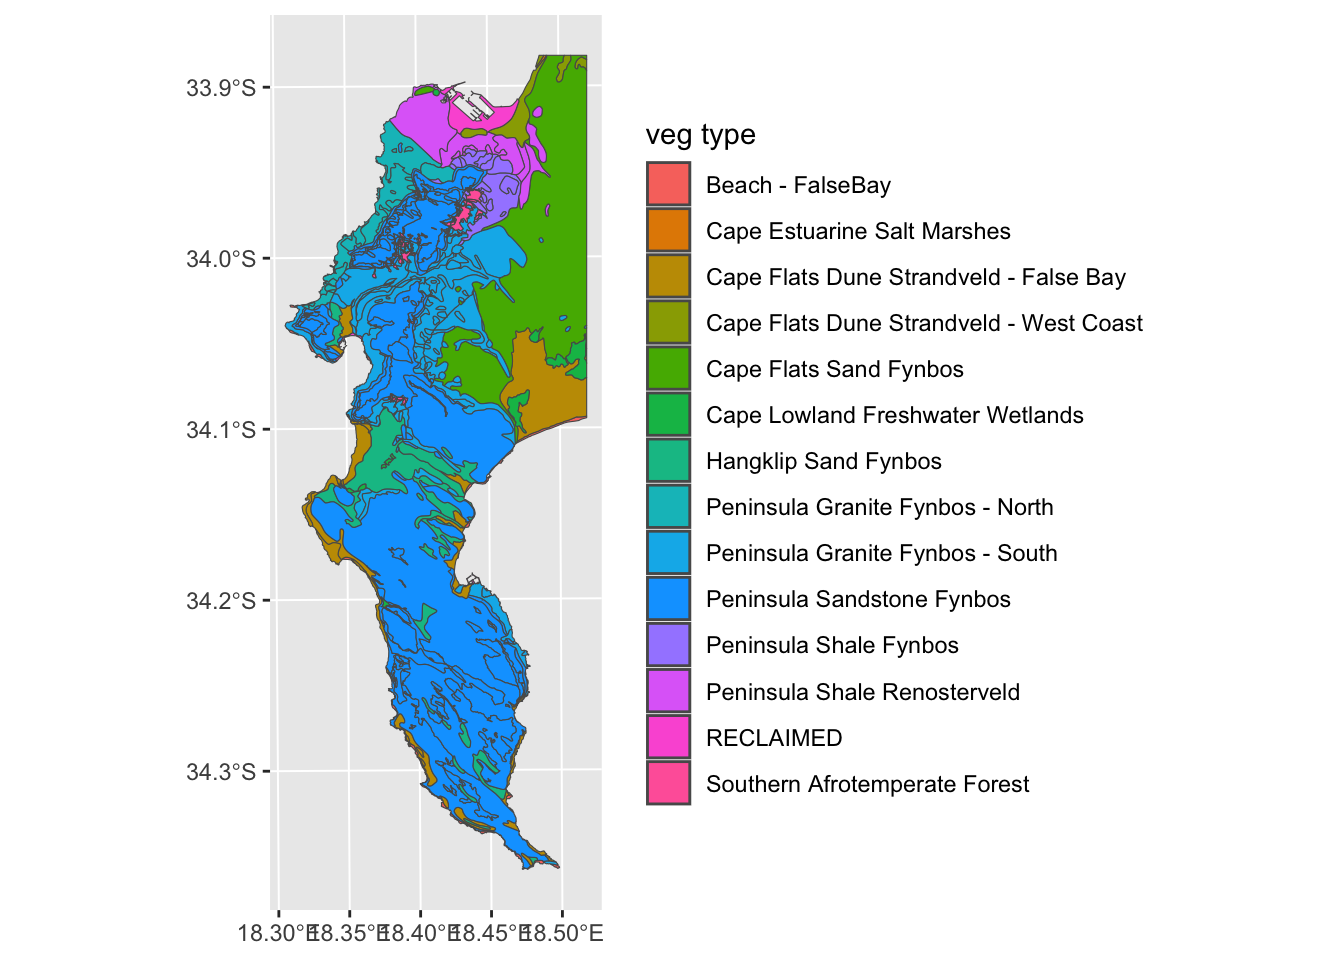 33.9°S
34.0°S
34.1°S
34.2°S
34.3°S
18.30°E
18.35°E
18.40°E
18.45°E
18.50°E
veg type
Beach - FalseBay
Cape Estuarine Salt Marshes
Cape Flats Dune Strandveld - False Bay
Cape Flats Dune Strandveld - West Coast
Cape Flats Sand Fynbos
Cape Lowland Freshwater Wetlands
Hangklip Sand Fynbos
Peninsula Granite Fynbos - North
Peninsula Granite Fynbos - South
Peninsula Sandstone Fynbos
Peninsula Shale Fynbos
Peninsula Shale Renosterveld
RECLAIMED
Southern Afrotemperate Forest